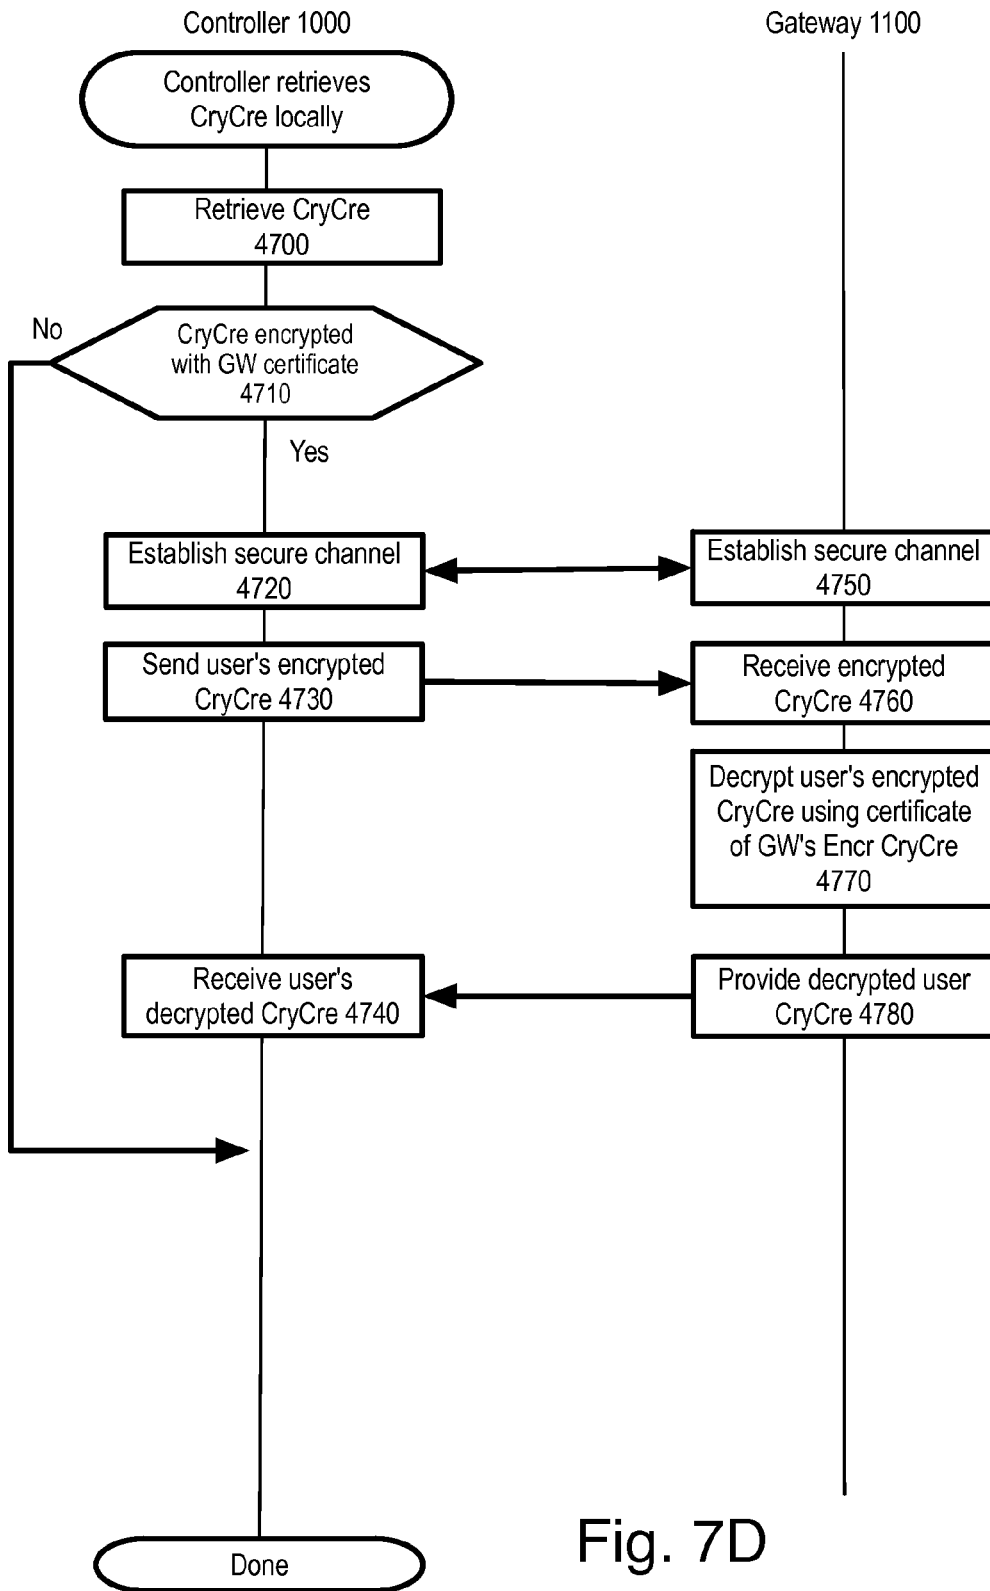 Controller 1000
Gateway 1100
Controller retrieves
CryCre locally
Retrieve CryCre
4700
No
CryCre encrypted
with GW certificate
4710
Yes
Establish secure channel
4720
Establish secure channel
4750
Send user's encrypted
CryCre 4730
Receive encrypted
CryCre 4760
Decrypt user's encrypted
CryCre using certificate
of GW's Encr CryCre
4770
Receive user's
decrypted CryCre 4740
Provide decrypted user
CryCre 4780
Done
Fig. 7D